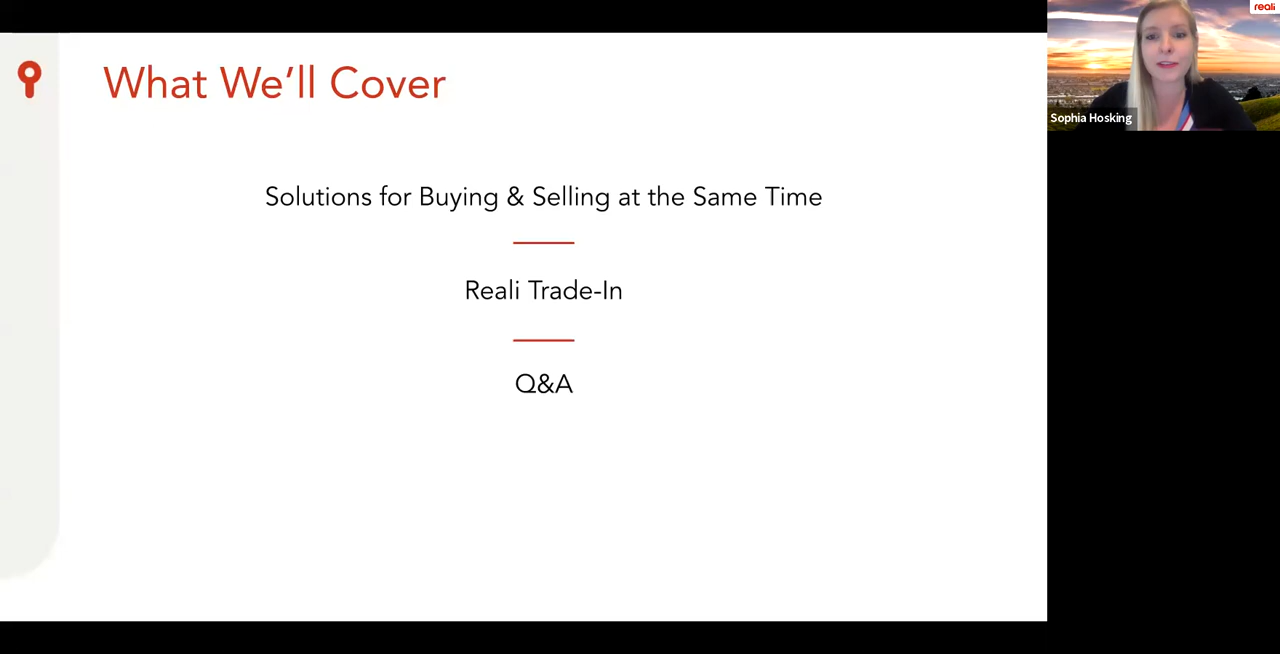 What We’ll Cover
Solutions for Buying & Selling at the Same Time
Reali Trade-In
Q&A
reali
Sophia Hosking